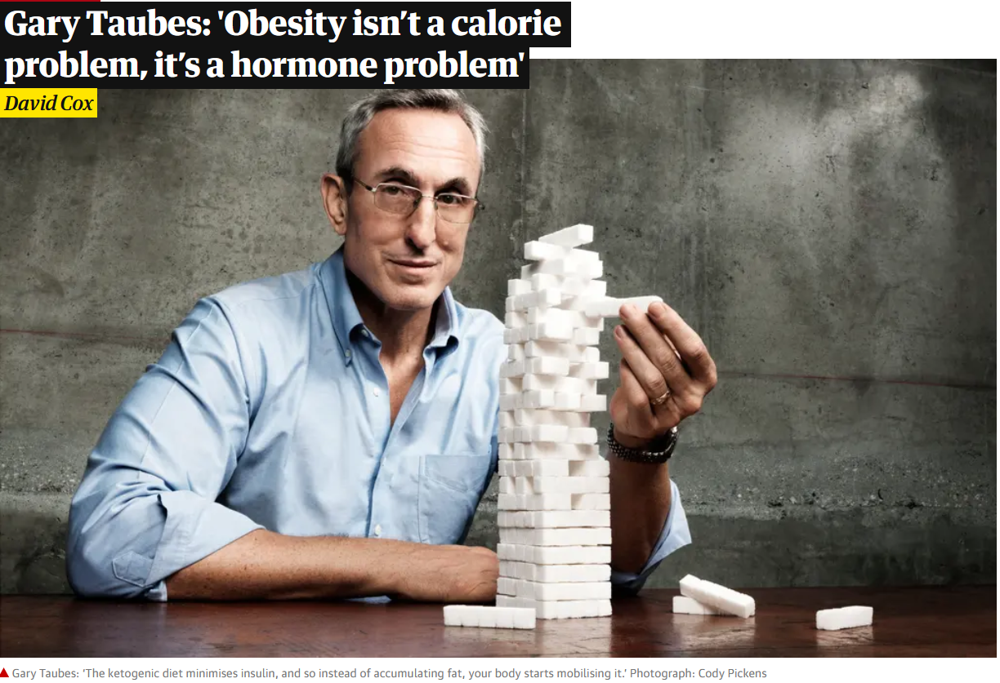 Gary Taubes: 'Obesity isn’t a calorie
problem, it’s a hormone problem'
David Cox
Gary Taubes: ‘The ketogenic diet minimises insulin, and so instead of accumulating fat, your body starts mobilising it.’ Photograph: Cody Pickens